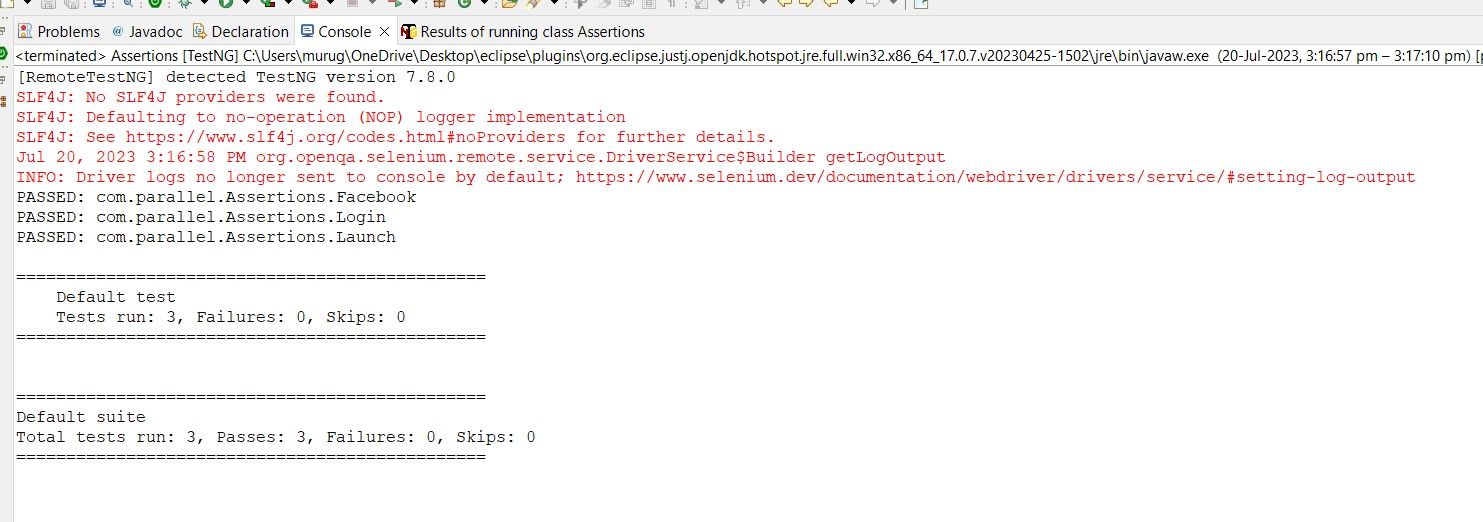 Problems @ Javadoc Declaration Console Results of running class Assertions
<terminated> Assertions [TestNG] C:\Users\murug\OneDrive\Desktop\eclipse\plugins\org.eclipse.justj.openjdk.hotspot.jre.full.win32.x86_64_17.0.7.v20230425-1502\jre\bin\javaw.exe (20-Jul-2023, 3:16:57 pm – 3:17:10 pm) [p
[RemoteTestNG] detected TestNG version 7.8.0
SLF4J: No SLF4J providers were found.
SLF4J: Defaulting to no-operation (NOP) logger implementation
SLF4J: See https://www.slf4j.org/codes.html#noProviders for further details.
Jul 20, 2023 3:16:58 PM org.openqa.selenium.remote.service.DriverService$Builder getLogOutput
INFO: Driver logs no longer sent to console by default; https://www.selenium.dev/documentation/webdriver/drivers/service/#setting-log-output
PASSED: com.parallel.Assertions.Facebook
PASSED: com.parallel.Assertions.Login
PASSED: com.parallel.Assertions.Launch
===============================================
Default test
Tests run: 3, Failures: 0, Skips: 0
===============================================
===============================================
Default suite
Total tests run: 3, Passes: 3, Failures: 0, Skips: 0
===============================================